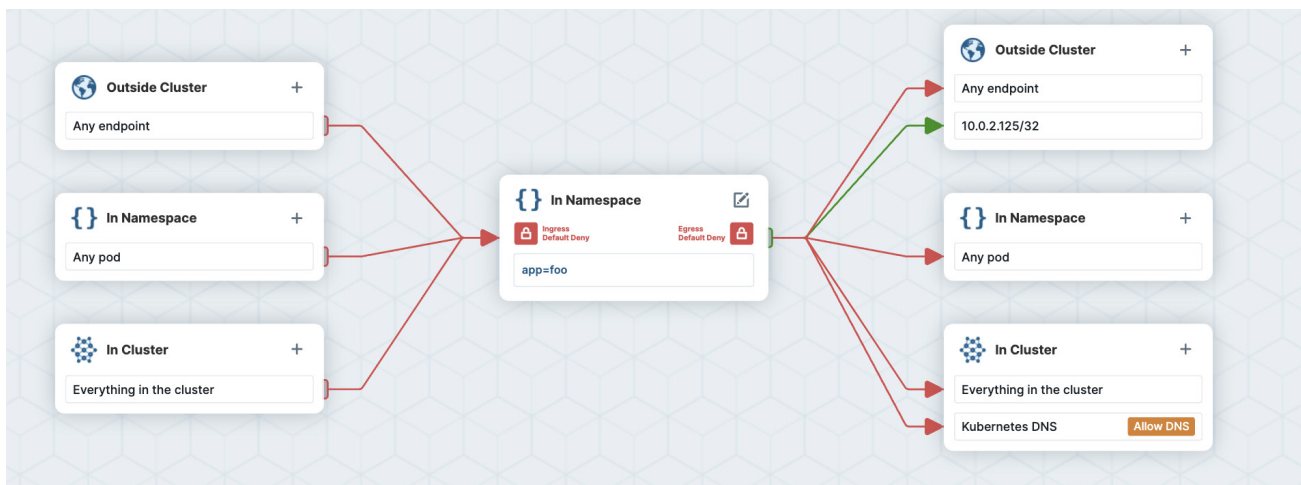 Outside Cluster
Any endpoint
In Namespace
Any pod
In Cluster
Everything in the cluster
In Namespace
Ingress
Default Deny
Egress
Default Deny
app=foo
Outside Cluster
Any endpoint
10.0.2.125/32
In Namespace
Any pod
In Cluster
Everything in the cluster
Kubernetes DNS Allow DNS